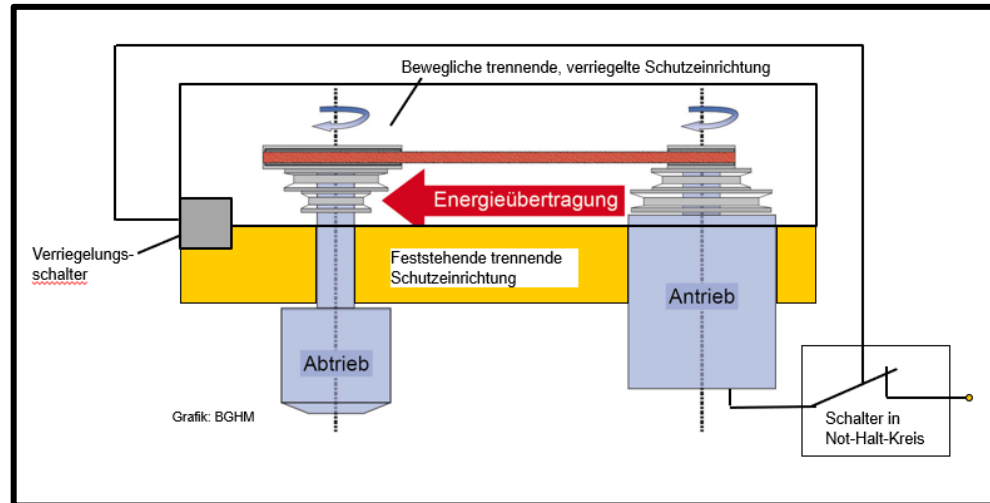 Bewegliche trennende, verriegelte Schutzeinrichtung
Energieübertragung
Verriegelungs-
schalter
Feststehende trennende
Schutzeinrichtung
Antrieb
Abtrieb
Grafik: BGHM
Schalter in
Not-Halt-Kreis